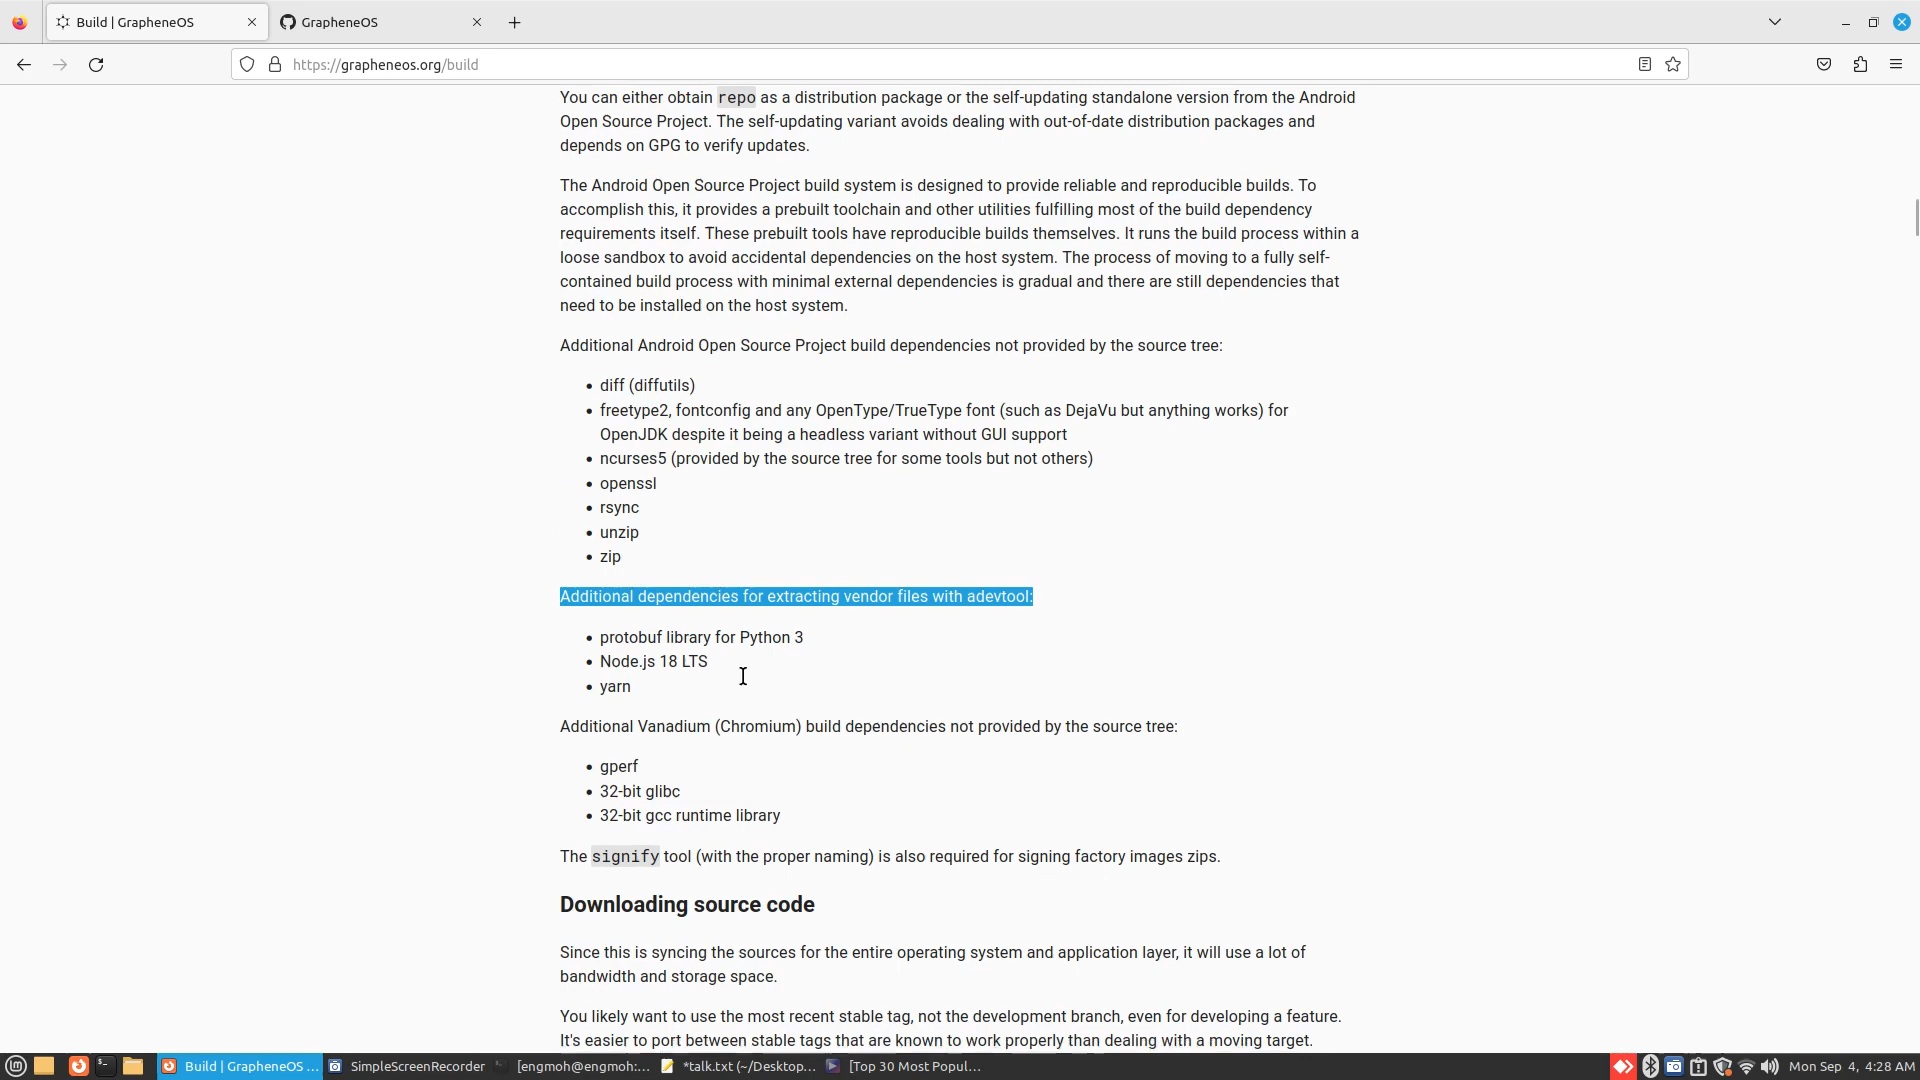 Build | GrapheneOS
GrapheneOS
https://grapheneos.org/build
You can either obtain repo as a distribution package or the self-updating standalone version from the Android
Open Source Project. The self-updating variant avoids dealing with out-of-date distribution packages and
depends on GPG to verify updates.
The Android Open Source Project build system is designed to provide reliable and reproducible builds. To
accomplish this, it provides a prebuilt toolchain and other utilities fulfilling most of the build dependency
requirements itself. These prebuilt tools have reproducible builds themselves. It runs the build process within a
loose sandbox to avoid accidental dependencies on the host system. The process of moving to a fully self-
contained build process with minimal external dependencies is gradual and there are still dependencies that
need to be installed on the host system.
Additional Android Open Source Project build dependencies not provided by the source tree:
• diff (diffutils)
• freetype2, fontconfig and any OpenType/TrueType font (such as DejaVu but anything works) for
OpenJDK despite it being a headless variant without GUI support
• ncurses5 (provided by the source tree for some tools but not others)
• openssl
• rsync
• unzip
• zip
Additional dependencies for extracting vendor files with adevtool:
• protobuf library for Python 3
• Node.js 18 LTS
• yarn
Additional Vanadium (Chromium) build dependencies not provided by the source tree:
• gperf
• 32-bit glibc
• 32-bit gcc runtime library
The signify tool (with the proper naming) is also required for signing factory images zips.
Downloading source code
Since this is syncing the sources for the entire operating system and application layer, it will use a lot of
bandwidth and storage space.
You likely want to use the most recent stable tag, not the development branch, even for developing a feature.
It's easier to port between stable tags that are known to work properly than dealing with a moving target.
Build | GrapheneOS ...
SimpleScreenRecorder
[engmoh@engmoh:...
*talk.txt (~/Desktop...
[Top 30 Most Popul...
Mon Sep 4, 4:28 AM